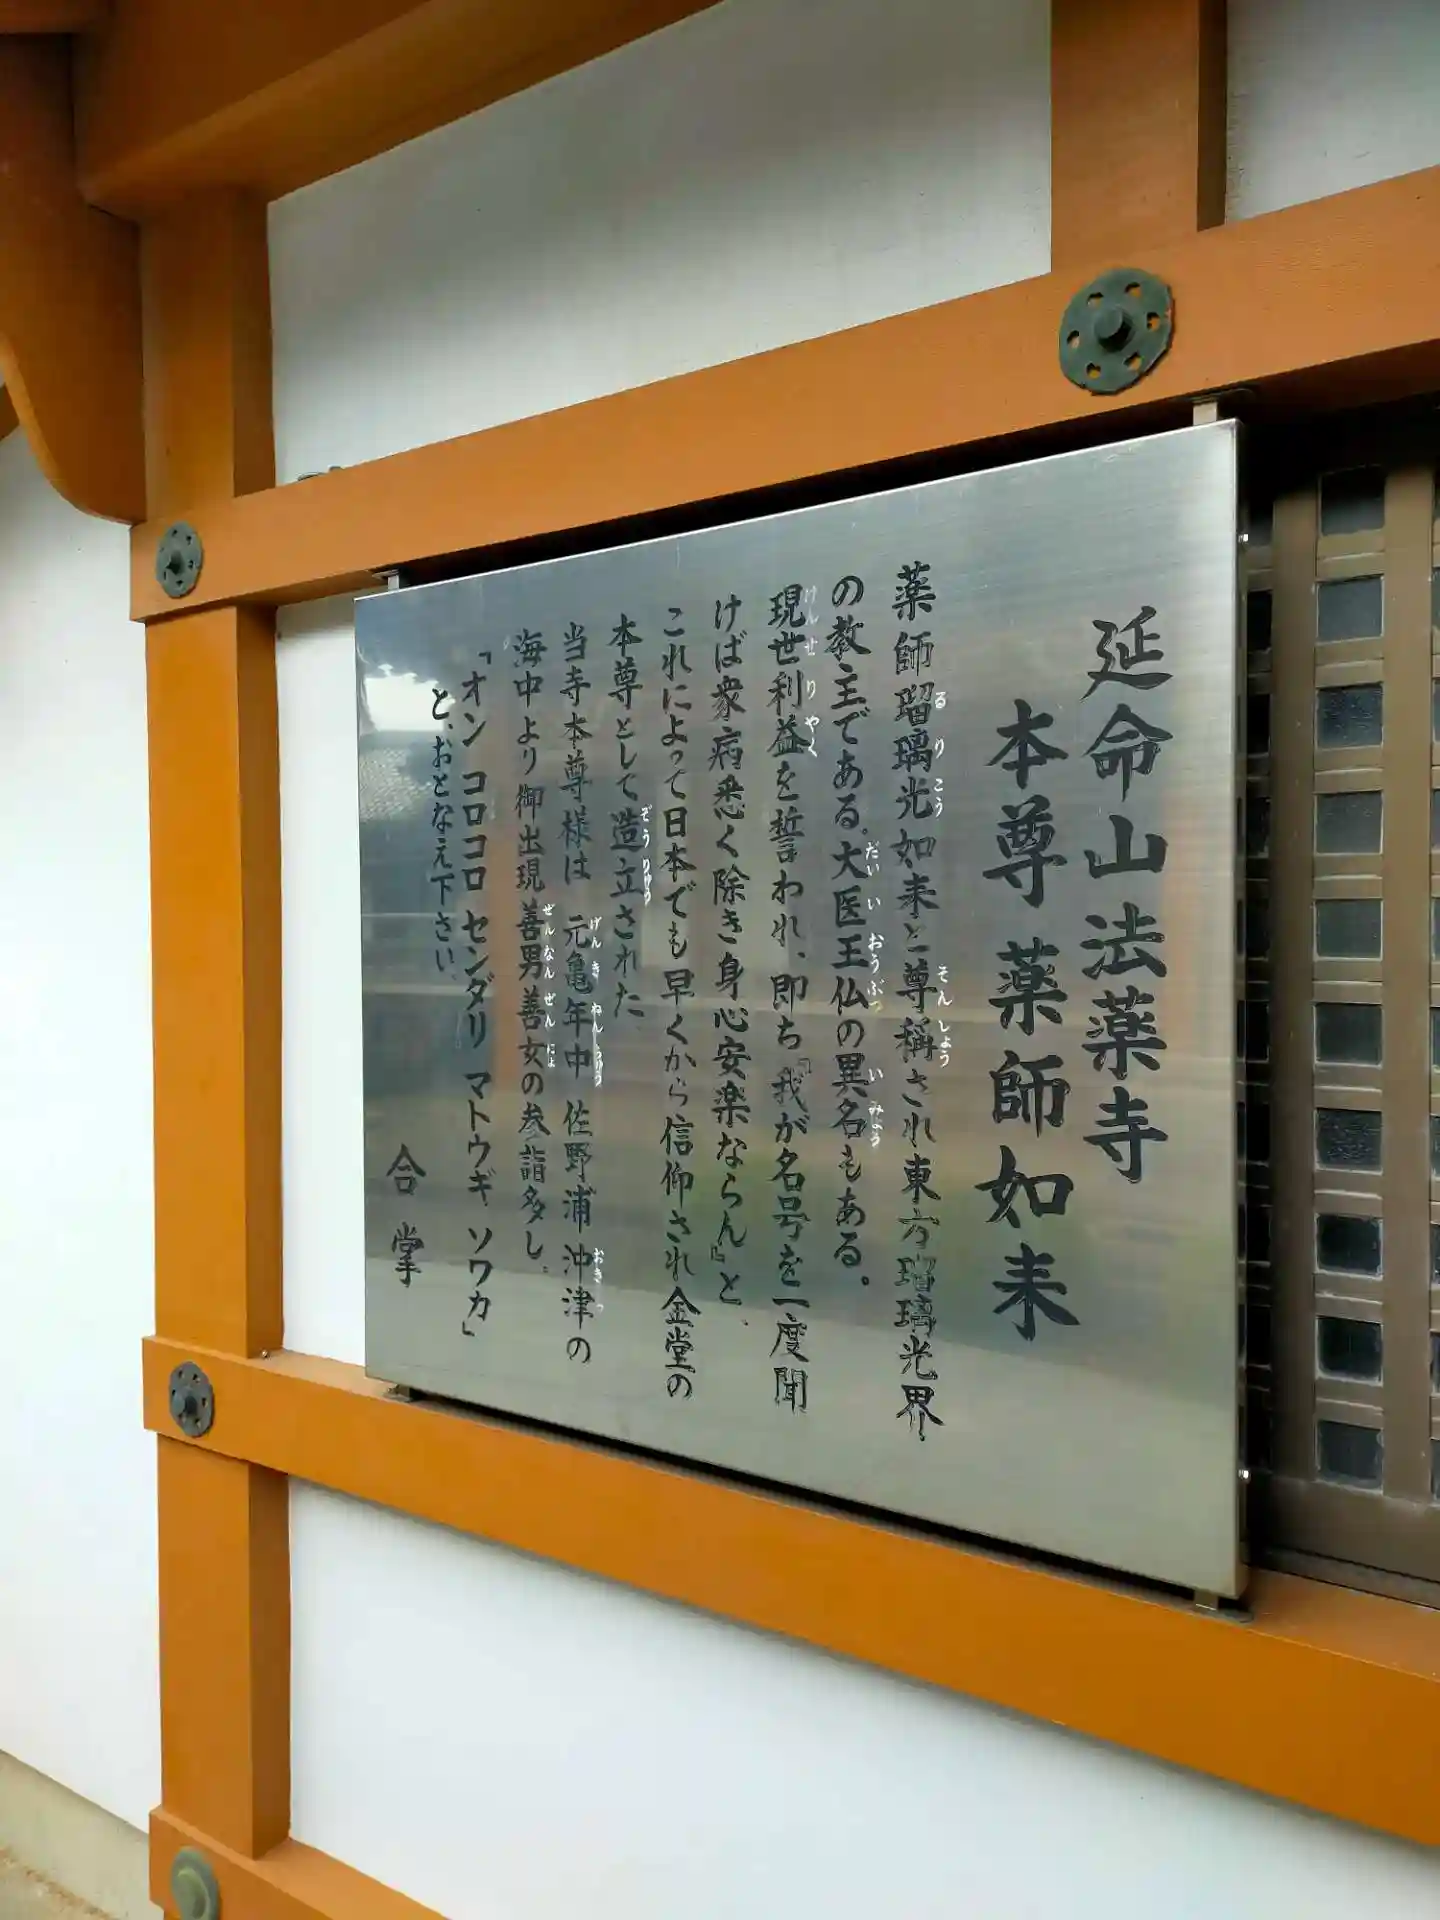 延命山法薬寺
本尊 薬師如来
薬師瑠璃光如来と尊称され東方瑠璃光界
の教主である。大医王仏の異名もある。
現世利益を誓われ、即ち『我が名号を一度聞
けば衆病悉く除き身心安楽ならん』と、
これによって日本でも早くから信仰され金堂の
本尊として造立された
当寺本尊様は 元亀年中 佐野浦 沖津の
海中より御出現善男善女の参詣多し。
「オン コロコロ センダリ マトウギ ソワカ」
と、おとなえ下さい。
合掌